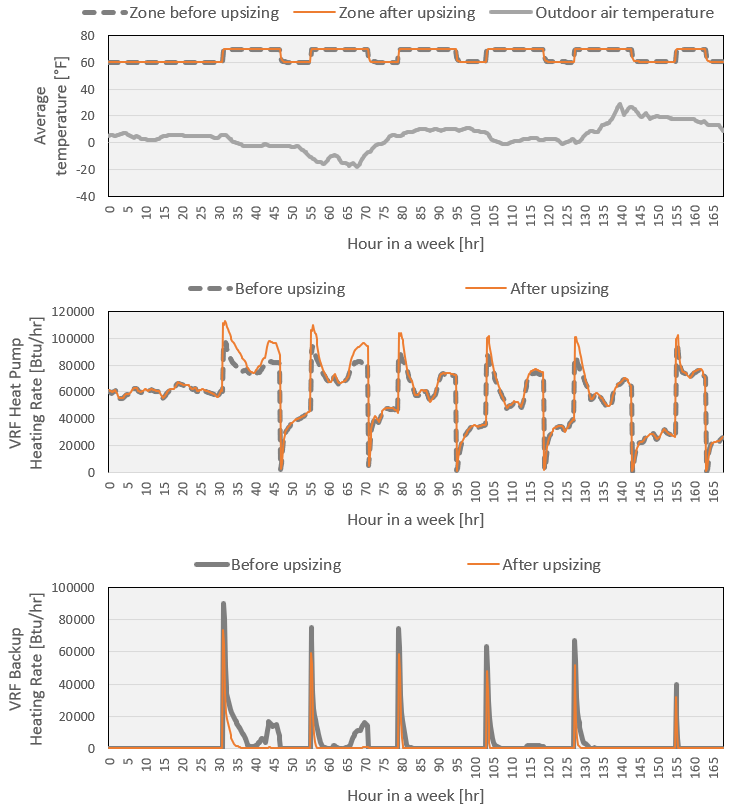 Zone before upsizing Zone after upsizing Outdoor air temperature
80
60
40
20
0
-20
-40
Average
temperature [°F]
0 5 10 15 20 25 30 35 40 45 50 55 60 65 70 75 80 85 90 95 100 105 110 115 120 125 130 135 140 145 150 155 160 165
Hour in a week [hr]
Before upsizing After upsizing
120000
100000
80000
60000
40000
20000
0
VRF Heat Pump
Heating Rate [Btu/hr]
0 5 10 15 20 25 30 35 40 45 50 55 60 65 70 75 80 85 90 95 100 105 110 115 120 125 130 135 140 145 150 155 160 165
Hour in a week [hr]
Before upsizing After upsizing
100000
80000
60000
40000
20000
0
VRF Backup
Heating Rate [Btu/hr]
0 5 10 15 20 25 30 35 40 45 50 55 60 65 70 75 80 85 90 95 100 105 110 115 120 125 130 135 140 145 150 155 160 165
Hour in a week [hr]